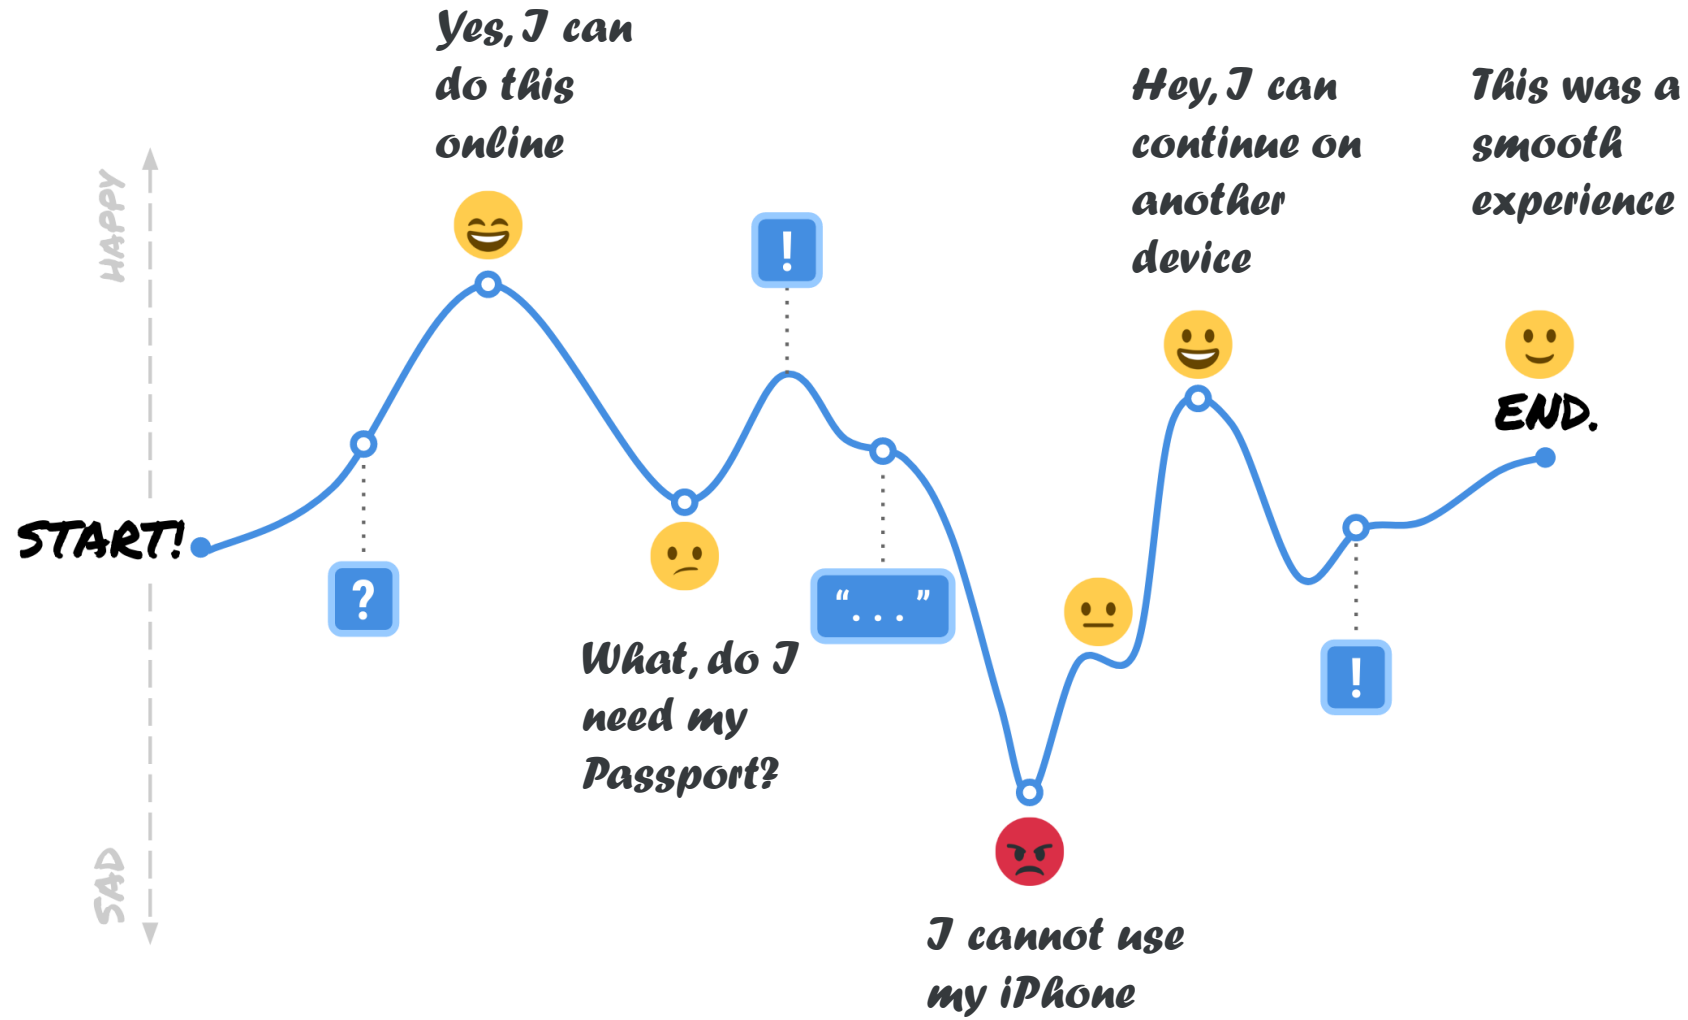 Yes, I can
do this
online
Hey, I can
continue on
another
device
This was a
smooth
experience
HAPPY
!
END.
START!
?
“...”
What, do I
need my
Passport?
!
SAD
I cannot use
my iPhone